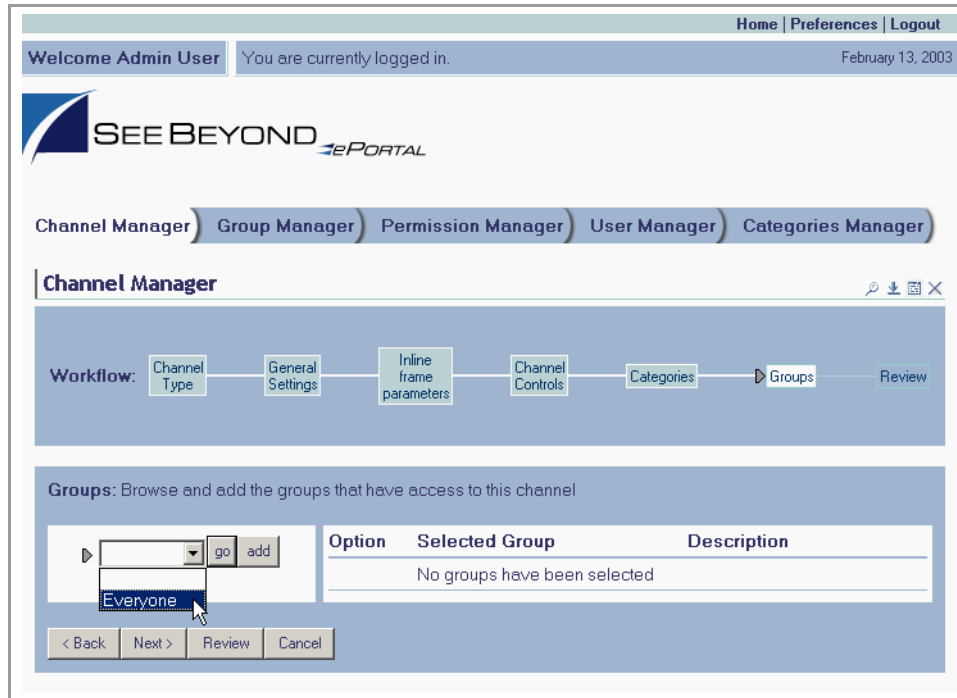 Home | Preferences | Logout
Welcome Admin User
You are currently logged in.
February 13, 2003
SEEBEYOND
ePORTAL
Channel Manager
Group Manager
Permission Manager
User Manager
Categories Manager
Channel Manager
Workflow:
Channel
Type
General
Settings
Inline
frame
parameters
Channel
Controls
Categories
Groups
Review
Groups: Browse and add the groups that have access to this channel
go
add
Everyone
Option
Selected Group
Description
No groups have been selected
< Back
Next >
Review
Cancel